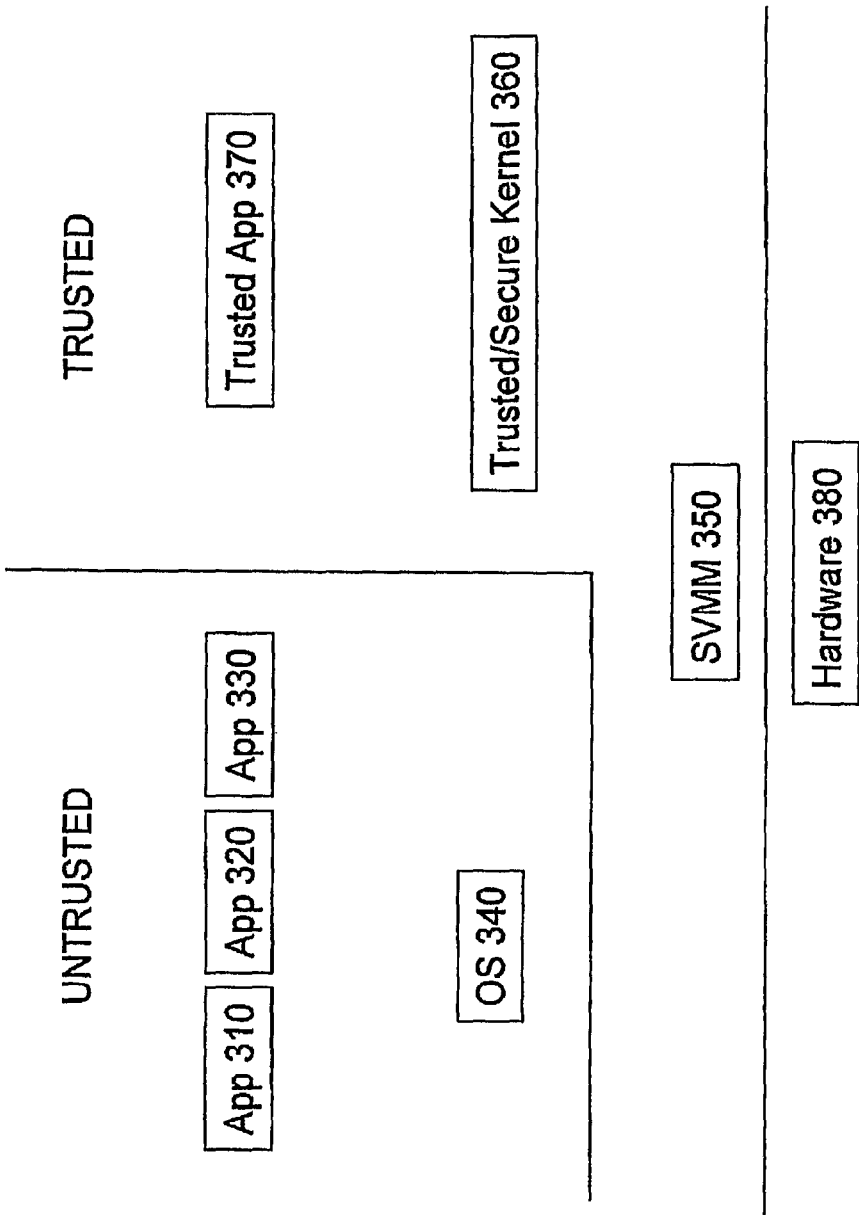 UNTRUSTED
TRUSTED
App 310
App 320
App 330
Trusted App 370
OS 340
Trusted/Secure Kernel 360
SVMM 350
Hardware 380